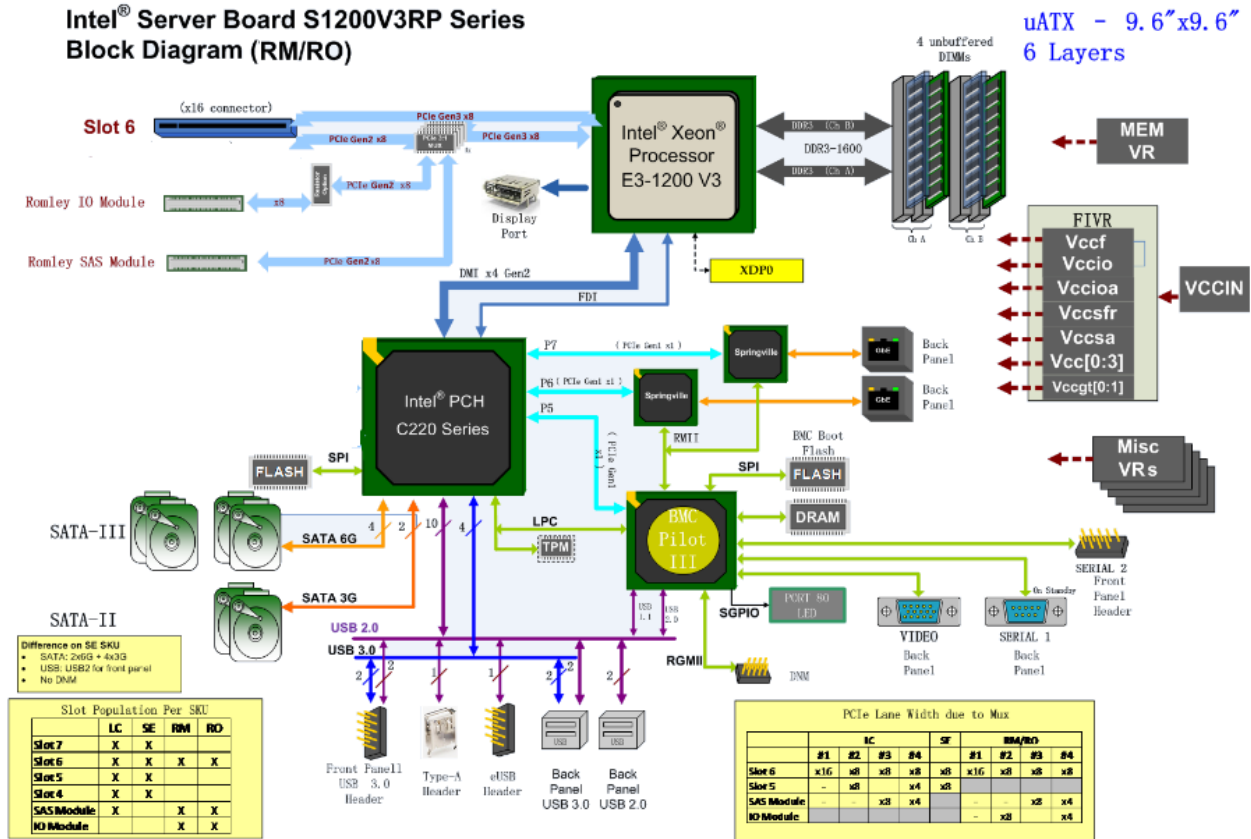 Intel® Server Board S1200V3RP Series
Block Diagram (RM/RO)
uATX - 9.6"x9.6"
6 Layers
4 unbuffered
DIMMs
(x16 connector)
Slot 6
PCIe Gen3 x8
PCIe Gen2 x8
PCIe Gen3 x8
Intel® Xeon®
Processor
E3-1200 V3
DDR3 (Ch B)
DDR3-1600
DDR3 (Ch A)
MEM
VR
PCIe Gen2 x8
Romley IO Module
x8
Display
Port
Ch A
Ch B
Romley SAS Module
PCIe Gen2x8
XDP0
DMI x4 Gen2
FDI
FIVR
Vccf
Vccio
Vccioa
Vccsfr
Vccsa
Vcc[0:3]
Vccgt[0:1]
VCCIN
Intel® PCH
C220 Series
P7
( PCIe Gen1 x1 )
Springville
GbE
Back
Panel
P6
( PCIe Gen1 x1 )
Springville
GbE
Back
Panel
P5
( PCIe Gen1
x1 )
RMII
BMC Boot
Flash
SPI
FLASH
SPI
FLASH
DRAM
Misc
VRs
BMC
Pilot
III
LPC
TPM
SATA-III
SATA 6G
4
2
10
4
SATA-II
SATA 3G
USB
1.1
USB
2.0
SGPIO
PORT 80
LED
SERIAL 2
Front
Panel
Header
On Standby
VIDEO
Back
Panel
SERIAL 1
Back
Panel
RGMII
DNM
USB 2.0
USB 3.0
2
2
1
1
2
2
2
Front Panell
USB 3.0
Header
Type-A
Header
eUSB
Header
USB
Back
Panel
USB 3.0
USB
Back
Panel
USB 2.0
Difference on SE SKU
• SATA: 2x6G + 4x3G
• USB: USB2 for front panel
• No DNM
Slot Population Per SKU
LC SE RM RO
Slot 7 X X
Slot 6 X X X X
Slot 5 X X
Slot 4 X X
SAS Module X X X
IO Module X X
PCIe Lane Width due to Mux
LC SE RM/RO
#1 #2 #3 #4 #1 #2 #3 #4
Slot 6 x16 x8 x8 x8 x8 x16 x8 x8 x8
Slot 5 - x8 x4 x8
SAS Module - - x8 x4 - - x8 x4
IO Module - x8 x4